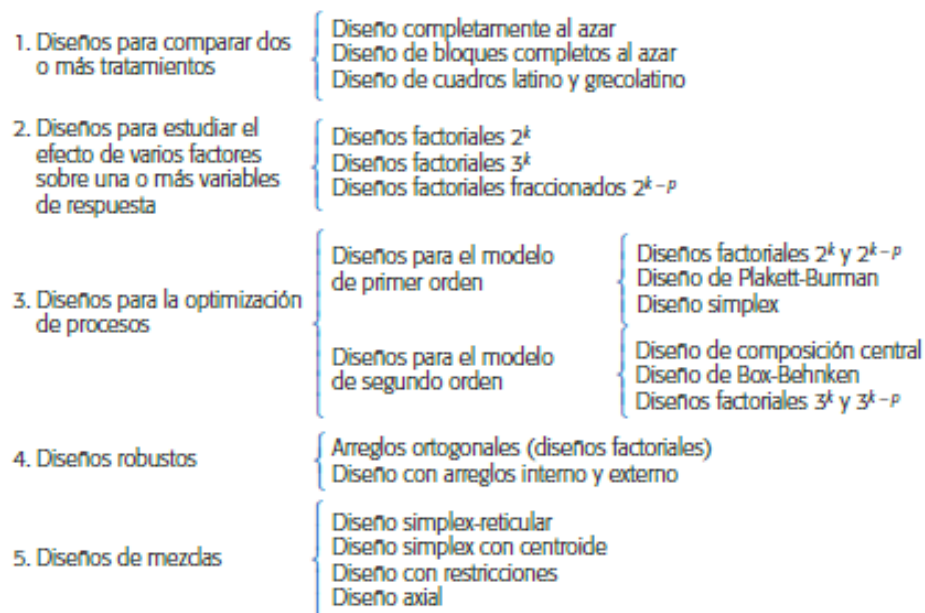 1. Diseños para comparar dos
o más tratamientos
Diseño completamente al azar
Diseño de bloques completos al azar
Diseño de cuadros latino y grecolatino
2. Diseños para estudiar el
efecto de varios factores
sobre una o más variables
de respuesta
Diseños factoriales 2^k
Diseños factoriales 3^k
Diseños factoriales fraccionados 2^{k–p}
3. Diseños para la optimización
de procesos
Diseños para el modelo
de primer orden
Diseños factoriales 2^k y 2^{k–p}
Diseño de Plakett-Burman
Diseño simplex
Diseños para el modelo
de segundo orden
Diseño de composición central
Diseño de Box-Behnken
Diseños factoriales 3^k y 3^{k–p}
4. Diseños robustos
Arreglos ortogonales (diseños factoriales)
Diseño con arreglos interno y externo
5. Diseños de mezclas
Diseño simplex-reticular
Diseño simplex con centroide
Diseño con restricciones
Diseño axial